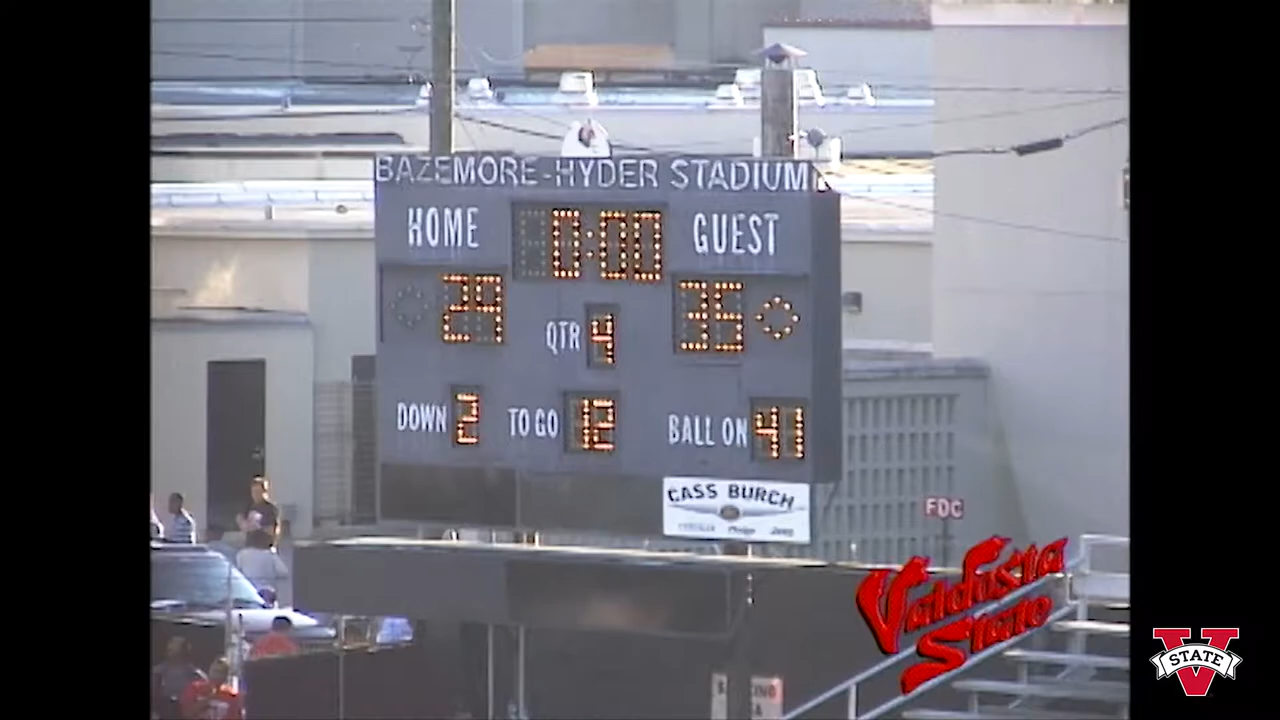 BAZEMORE-HYDER STADIUM
HOME 0:00 GUEST
29 35
QTR 4
DOWN 2 TO GO 12 BALL ON 41
CASS BURCH
Jeep
FDC
Valdosta
State
V
STATE